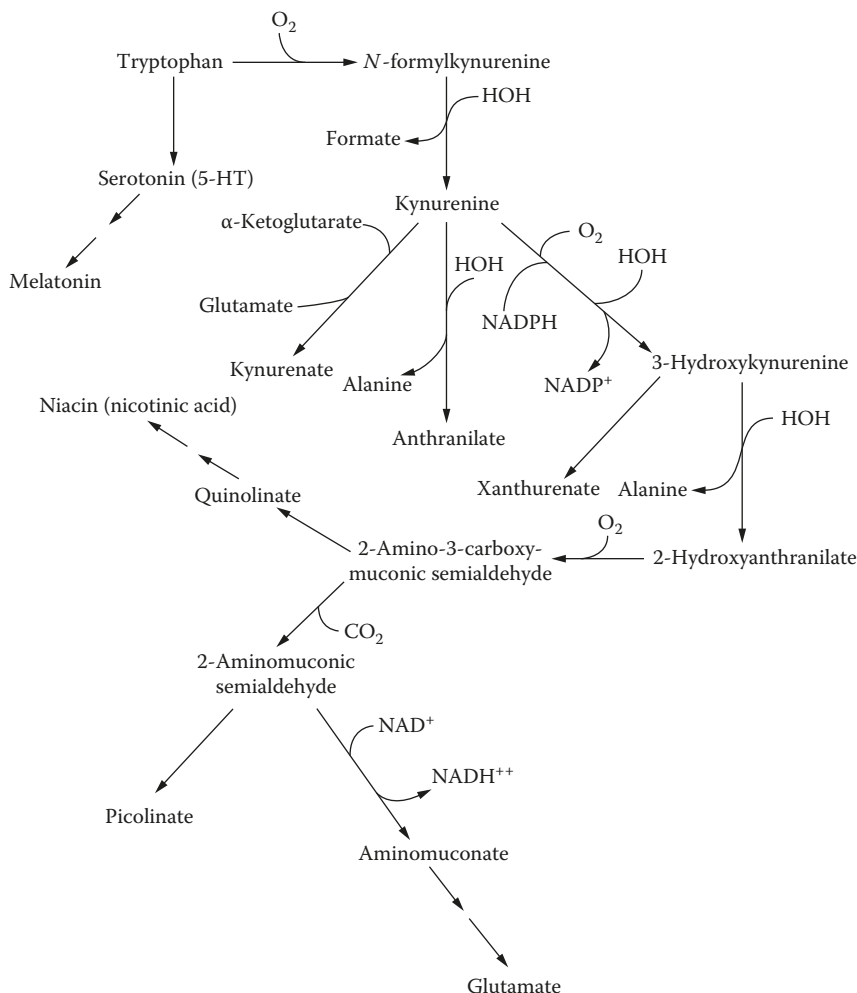 O2
Tryptophan
N-formylkynurenine
HOH
Formate
Serotonin (5-HT)
Kynurenine
α-Ketoglutarate
O2
HOH
HOH
Melatonin
Glutamate
NADPH
Kynurenate
Alanine
NADP+
3-Hydroxykynurenine
Niacin (nicotinic acid)
HOH
Anthranilate
Quinolinate
Xanthurenate
Alanine
O2
2-Amino-3-carboxy-
muconic semialdehyde
2-Hydroxyanthranilate
CO2
2-Aminomuconic
semialdehyde
NAD+
NADH++
Picolinate
Aminomuconate
Glutamate